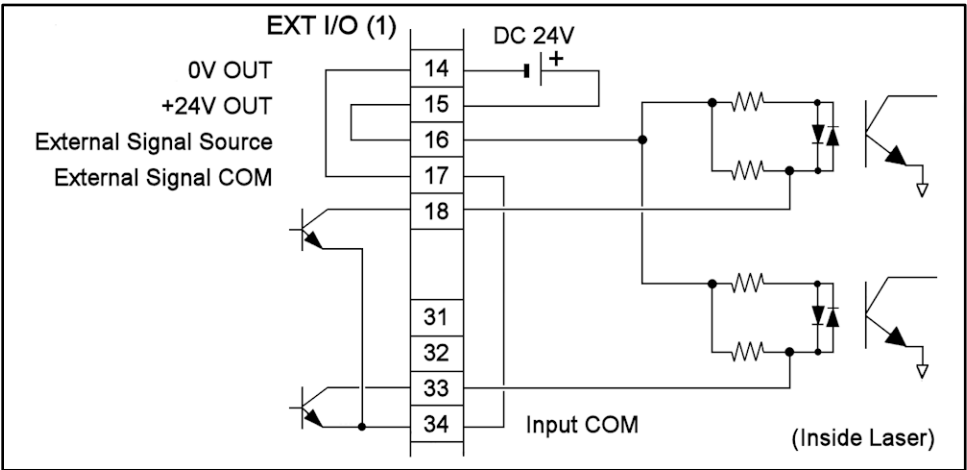 EXT I/O (1)
DC 24V
+
0V OUT
14
+24V OUT
15
External Signal Source
16
External Signal COM
17
18
31
32
33
34
Input COM
(Inside Laser)